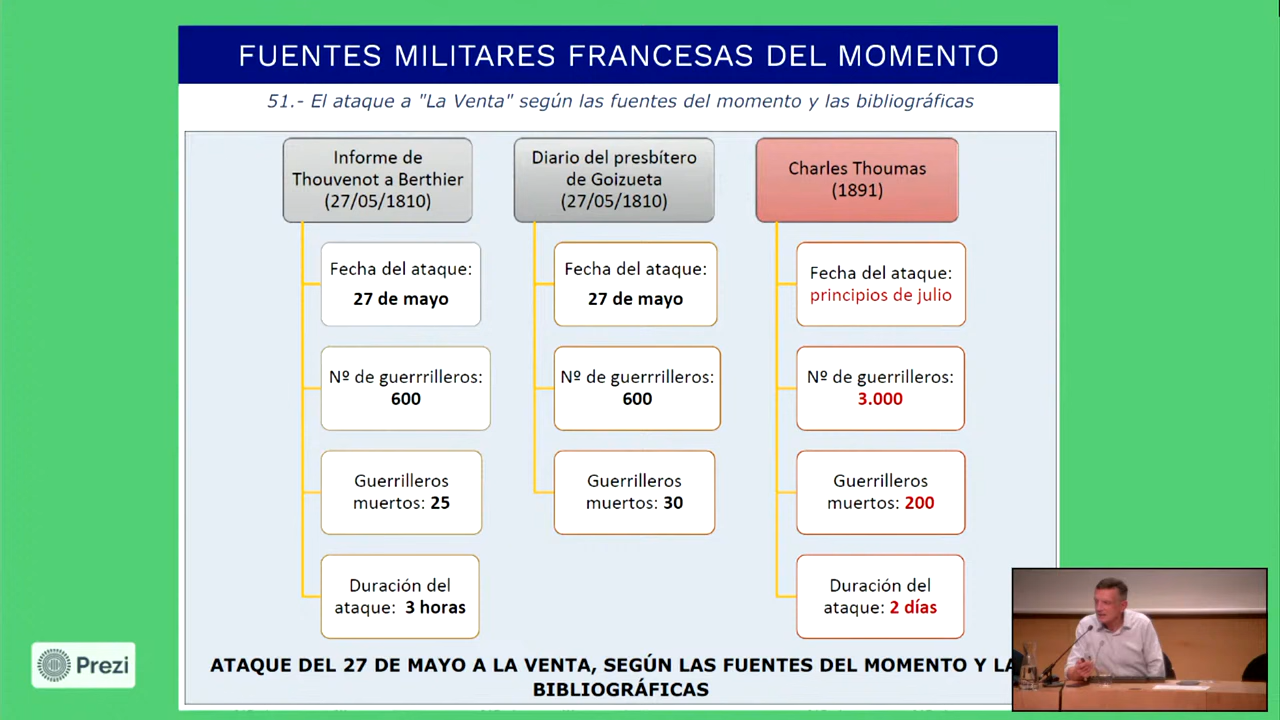 FUENTES MILITARES FRANCESAS DEL MOMENTO
51.- El ataque a "La Venta" según las fuentes del momento y las bibliográficas
Informe de
Thouvenot a Berthier
(27/05/1810)
Fecha del ataque:
27 de mayo
Nº de guerrrilleros:
600
Guerrilleros
muertos: 25
Duración del
ataque: 3 horas
Diario del presbítero
de Goizueta
(27/05/1810)
Fecha del ataque:
27 de mayo
Nº de guerrrilleros:
600
Guerrilleros
muertos: 30
Charles Thoumas
(1891)
Fecha del ataque:
principios de julio
Nº de guerrilleros:
3.000
Guerrilleros
muertos: 200
Duración del
ataque: 2 días
ATAQUE DEL 27 DE MAYO A LA VENTA, SEGÚN LAS FUENTES DEL MOMENTO Y
BIBLIOGRÁFICAS
Prezi